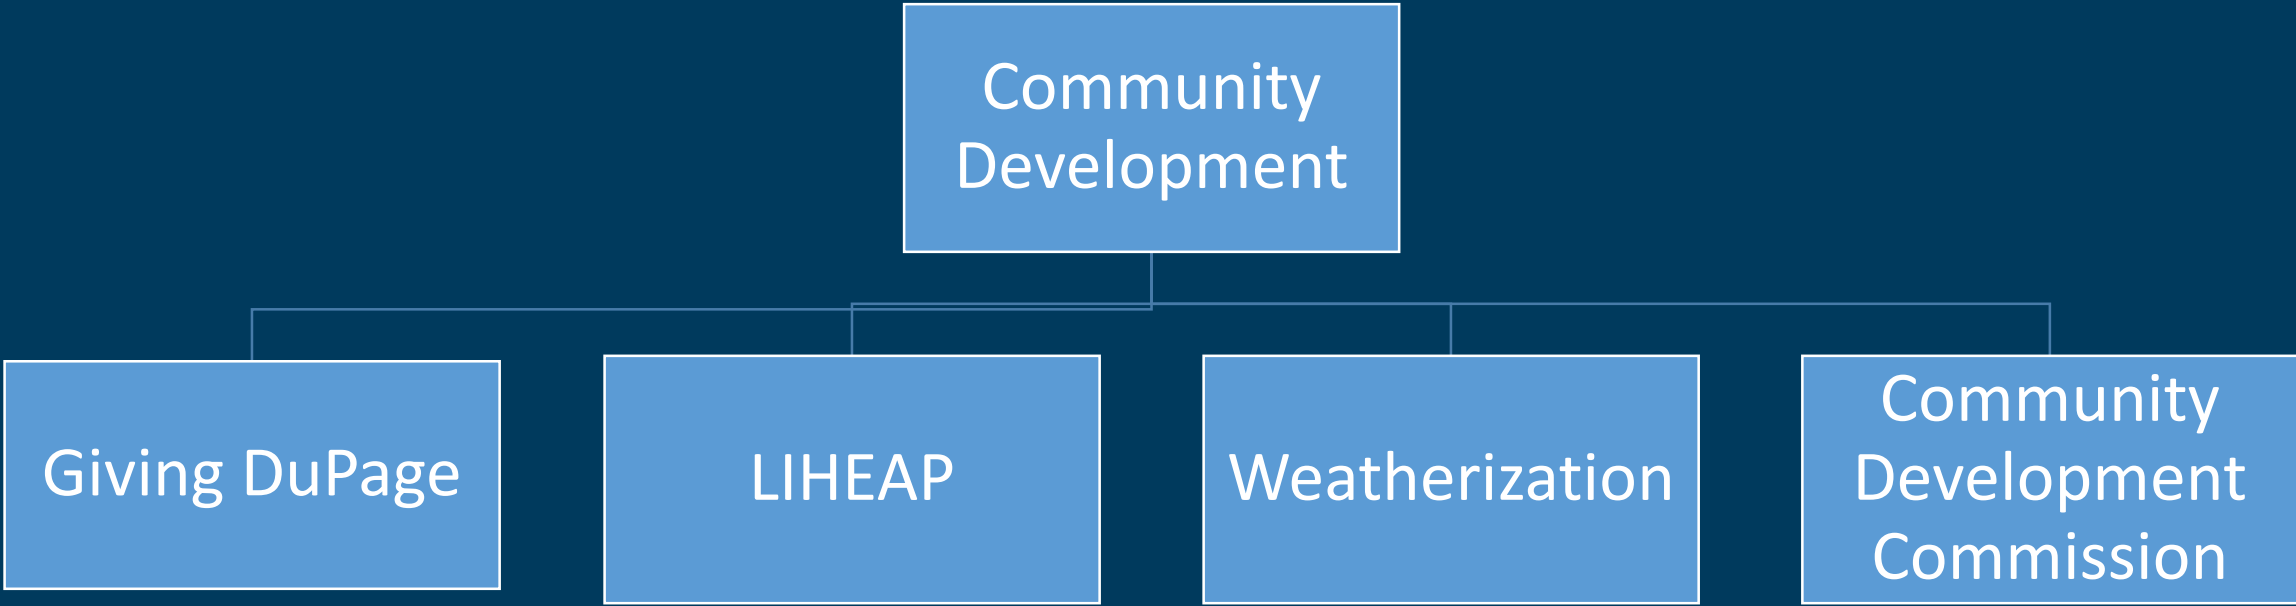 Community
Development
Giving DuPage
LIHEAP
Weatherization
Community
Development
Commission